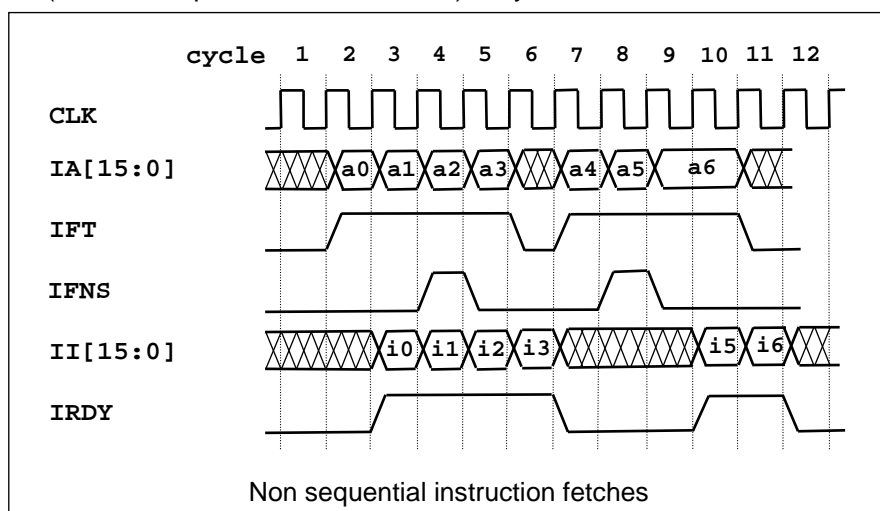 cycle 1 2 3 4 5 6 7 8 9 10 11 12
CLK
IA[15:0] a0 a1 a2 a3 a4 a5 a6
IFT
IFNS
II[15:0] i0 i1 i2 i3 i5 i6
IRDY
Non sequential instruction fetches